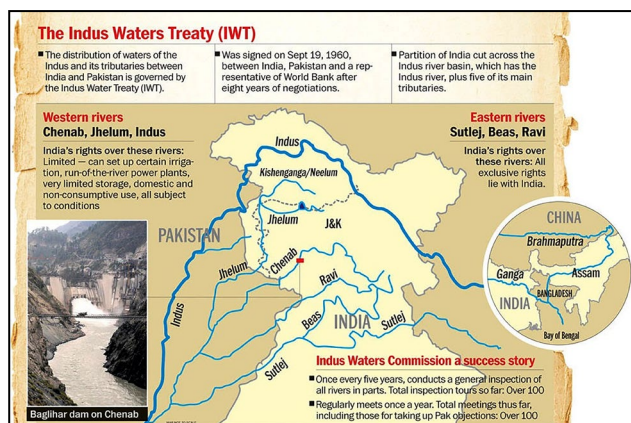 The Indus Waters Treaty (IWT)
■ The distribution of waters of the
Indus and its tributaries between
India and Pakistan is governed by
the Indus Water Treaty (IWT).
■ Was signed on Sept 19, 1960,
between India, Pakistan and a rep-
resentative of World Bank after
eight years of negotiations.
■ Partition of India cut across the
Indus river basin, which has the
Indus river, plus five of its main
tributaries.
Western rivers
Chenab, Jhelum, Indus
India's rights over these rivers:
Limited — can set up certain irriga-
tion, run-of-the-river power plants,
very limited storage, domestic and
non-consumptive use, all subject
to conditions
Eastern rivers
Sutlej, Beas, Ravi
India's rights over
these rivers: All
exclusive rights
lie with India.
Indus
Kishenganga/Neelum
Jhelum
J&K
PAKISTAN
Jhelum
Chenab
Ravi
Indus
Beas
INDIA
Sutlej
Sutlej
CHINA
Brahmaputra
Ganga
Assam
BANGLADESH
INDIA
Bay of Bengal
Baglihar dam on Chenab
Indus Waters Commission a success story
■ Once every five years, conducts a general inspection of
all rivers in parts. Total inspection tours so far: Over 100
■ Regularly meets once a year. Total meetings thus far,
including those for taking up Pak objections: Over 100